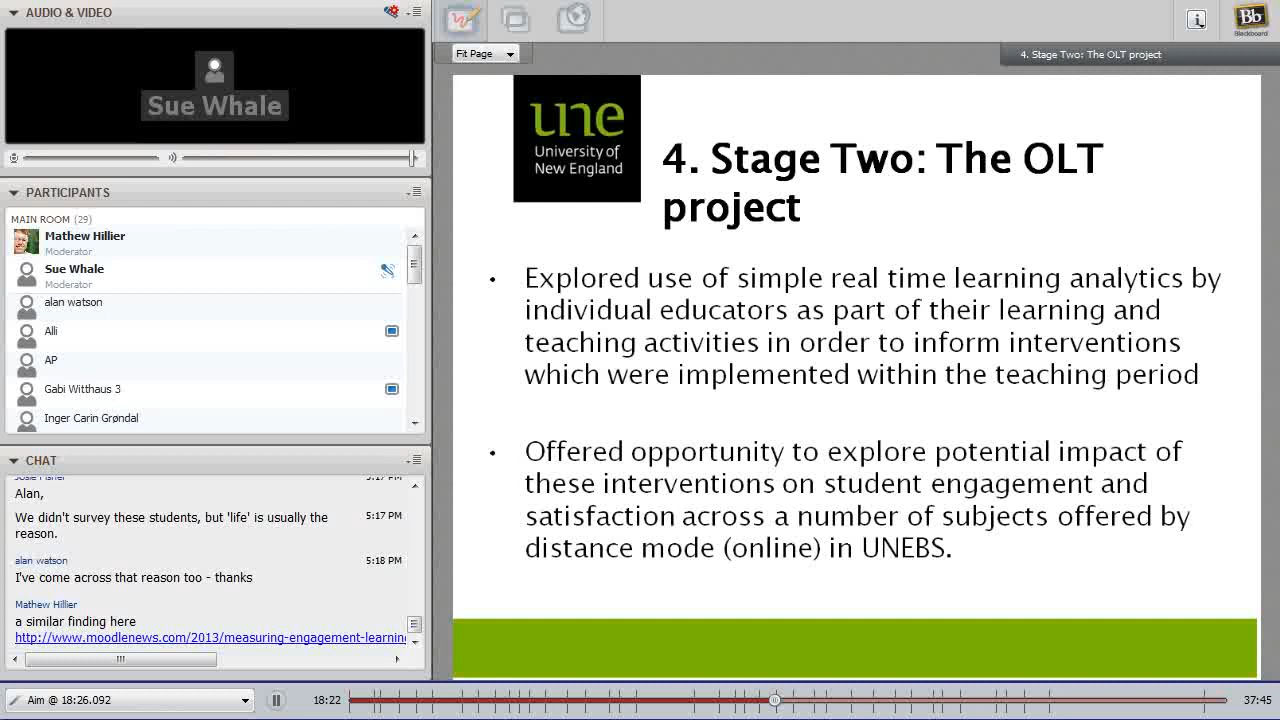 AUDIO & VIDEO
Sue Whale
PARTICIPANTS
MAIN ROOM (29)
Mathew Hillier
Moderator
Sue Whale
Moderator
alan watson
Alli
AP
Gabi Witthaus 3
Inger Carin Grøndal
CHAT
5:17 PM
Alan,
We didn't survey these students, but 'life' is usually the 5:17 PM
reason.
alan watson 5:18 PM
I've come across that reason too - thanks
Mathew Hillier
a similar finding here
http://www.moodlenews.com/2013/measuring-engagement-learnin
Aim @ 18:26.092
18:22
37:45
Fit Page
4. Stage Two: The OLT project
Bb
Blackboard
une
University of
New England
4. Stage Two: The OLT
project
• Explored use of simple real time learning analytics by
individual educators as part of their learning and
teaching activities in order to inform interventions
which were implemented within the teaching period
• Offered opportunity to explore potential impact of
these interventions on student engagement and
satisfaction across a number of subjects offered by
distance mode (online) in UNEBS.